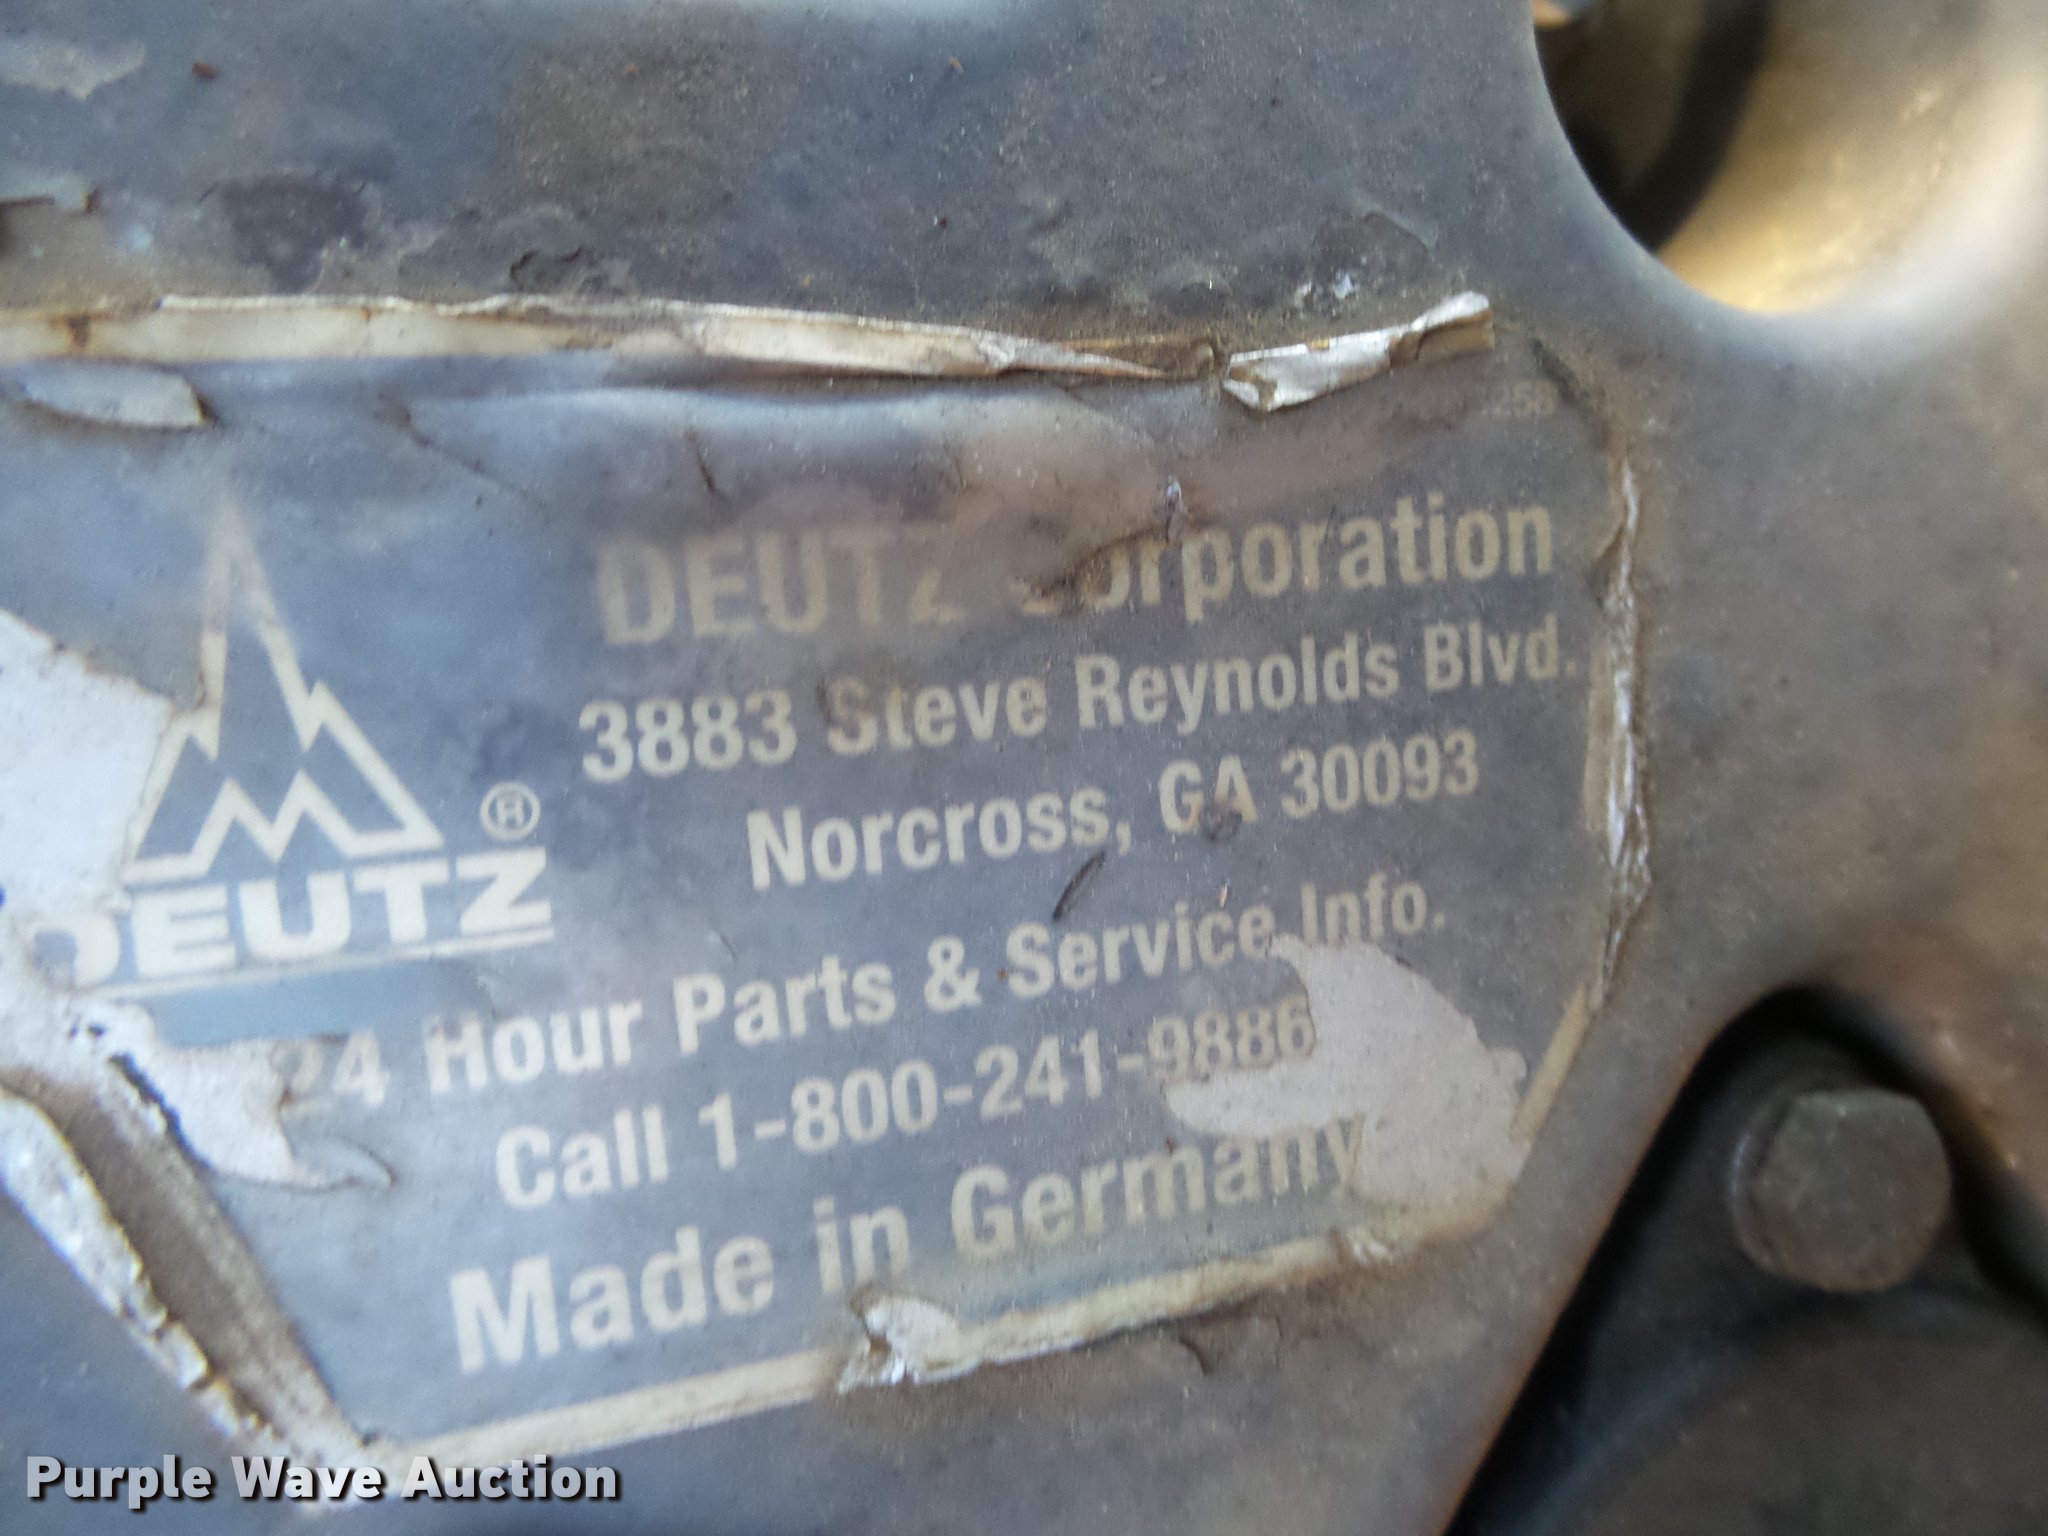 DEUTZ Corporation
3883 Steve Reynolds Blvd.
Norcross, GA 30093
DEUTZ®
24 Hour Parts & Service Info.
Call 1-800-241-9886
Made in Germany
Purple Wave Auction